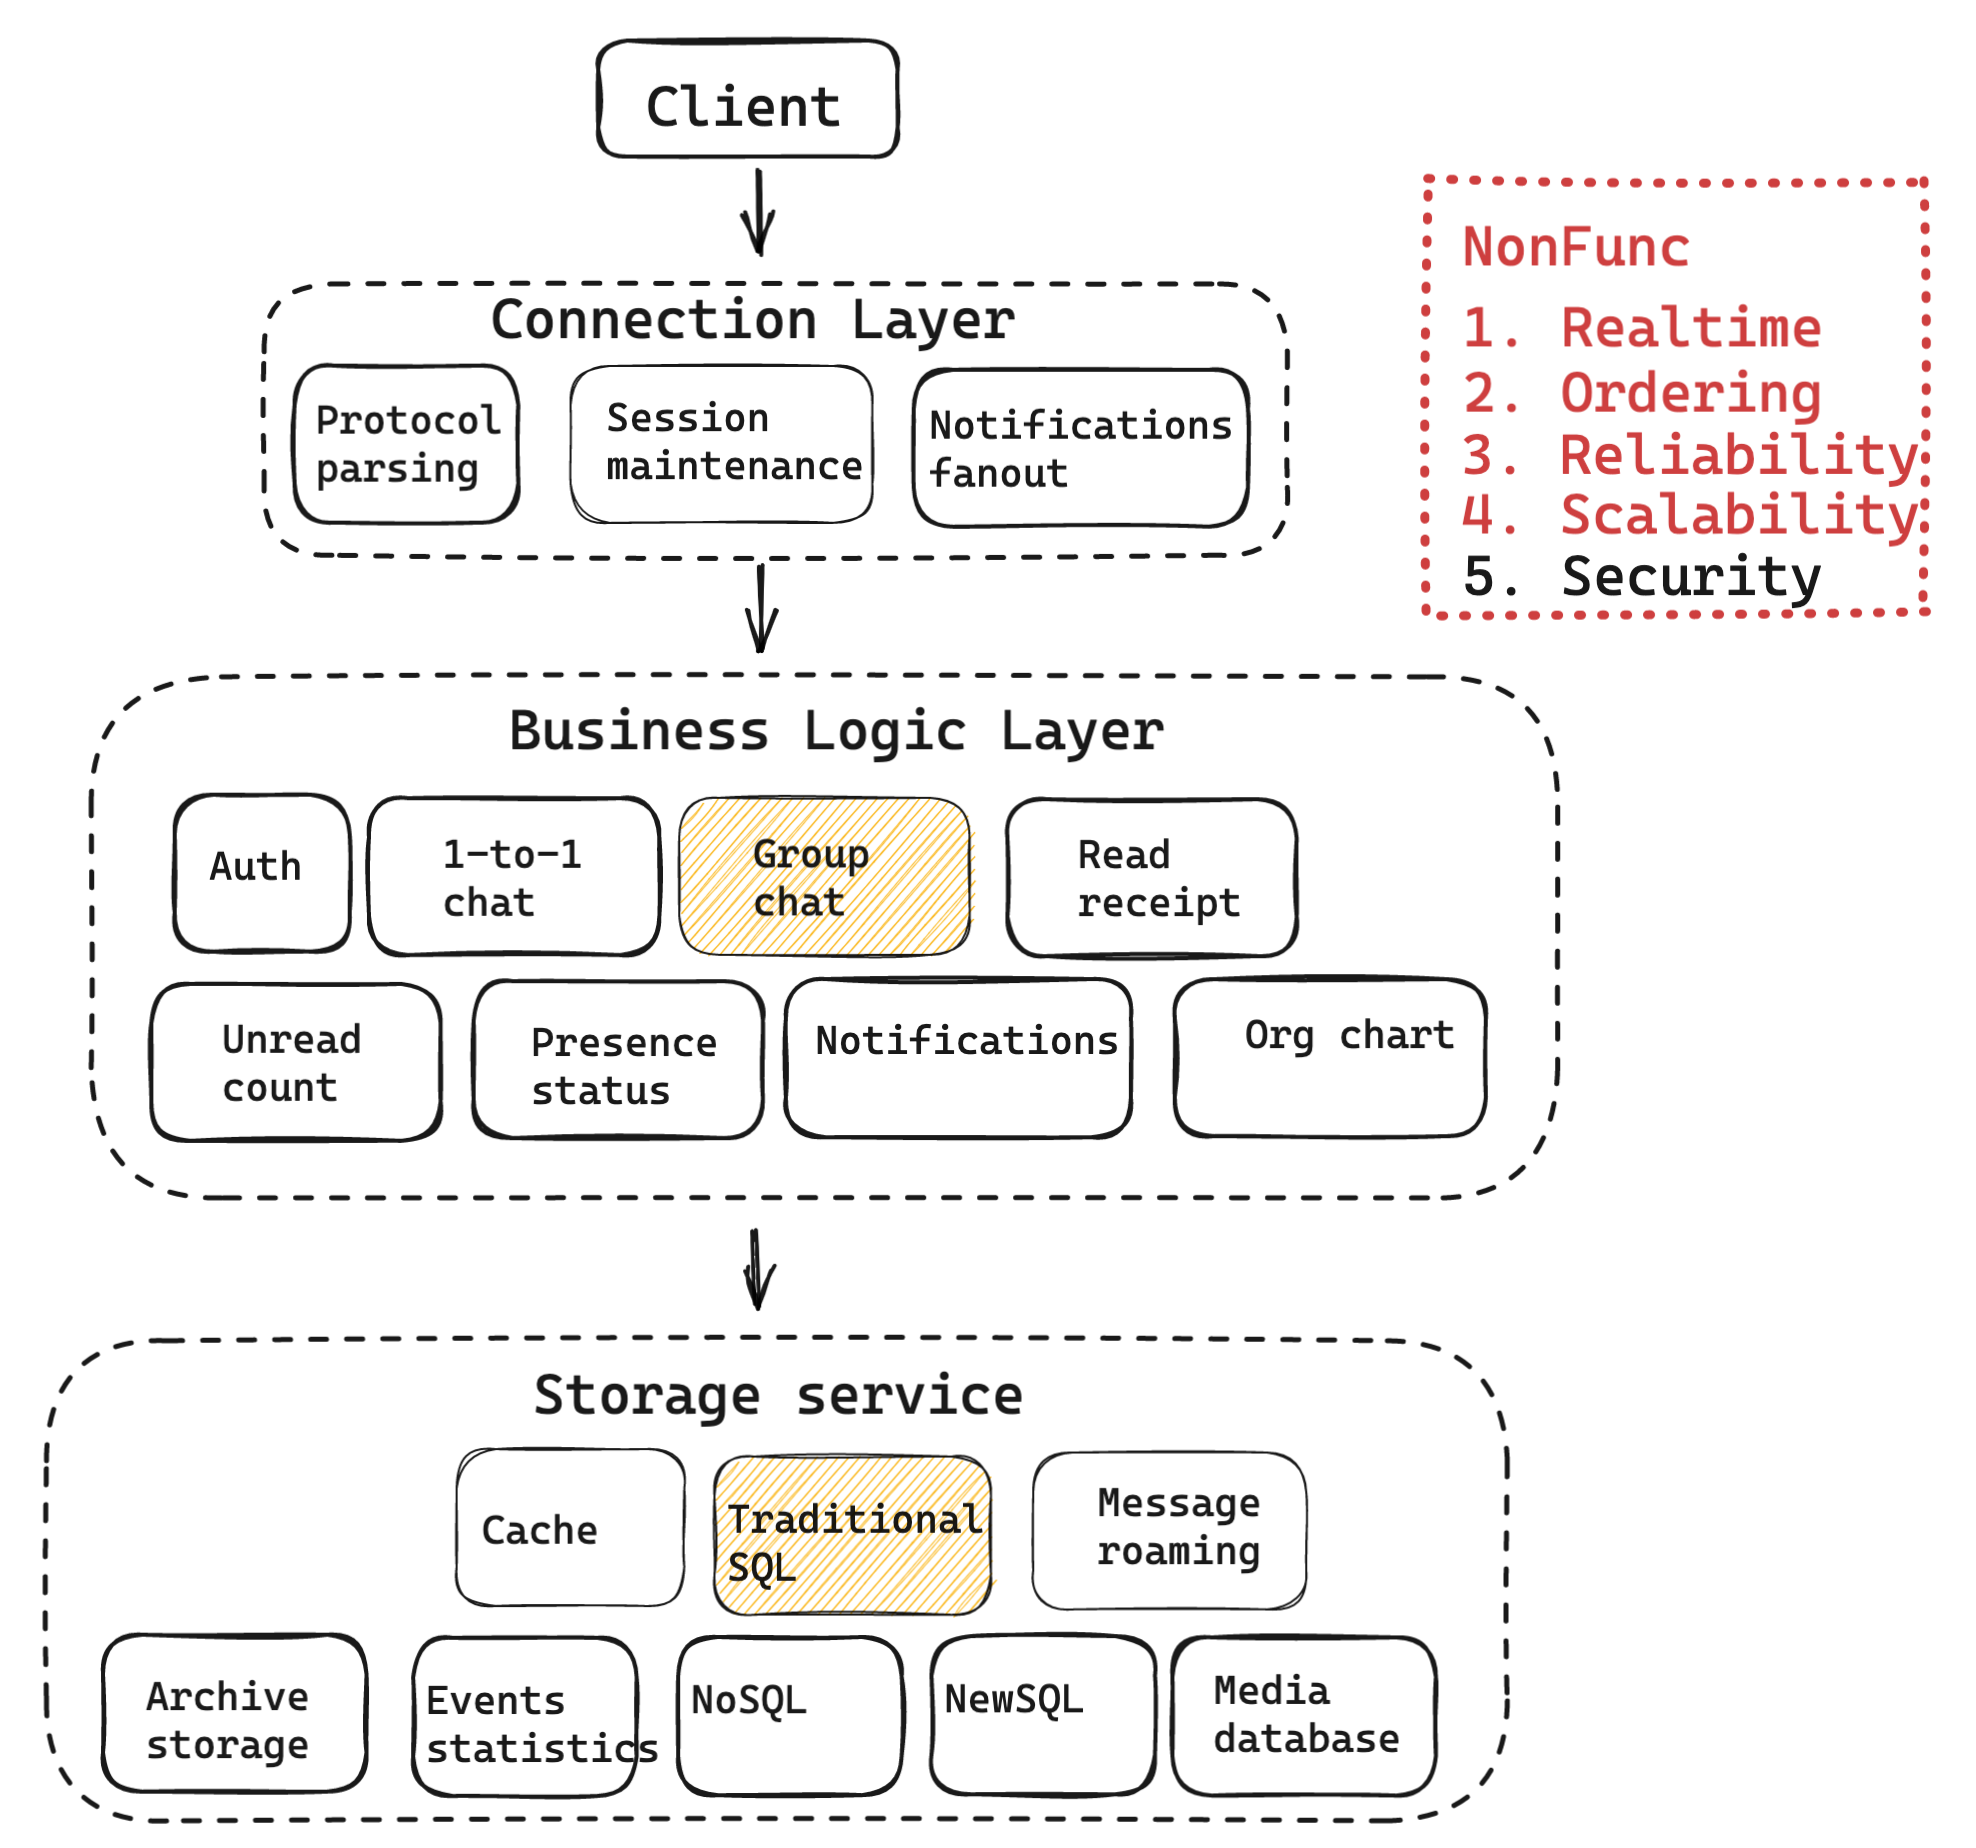 Client
Connection Layer
Protocol
parsing
Session
maintenance
Notifications
fanout
NonFunc
1. Realtime
2. Ordering
3. Reliability
4. Scalability
5. Security
Business Logic Layer
Auth
1-to-1
chat
Group
chat
Read
receipt
Unread
count
Presence
status
Notifications
Org chart
Storage service
Cache
Traditional
SQL
Message
roaming
Archive
storage
Events
statistics
NoSQL
NewSQL
Media
database